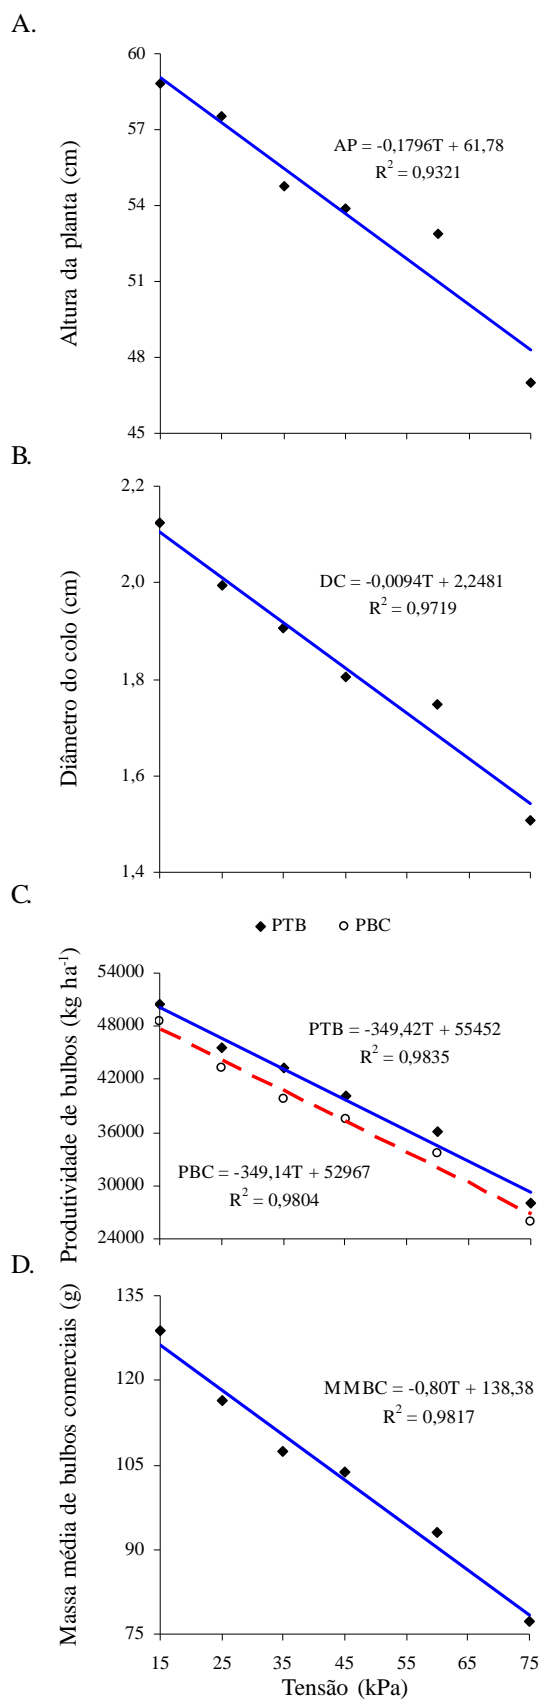 A.
Altura da planta (cm)
60
57
54
51
48
45
AP = -0,1796T + 61,78
R² = 0,9321
B.
Diâmetro do colo (cm)
2,2
2,0
1,8
1,6
1,4
DC = -0,0094T + 2,2481
R² = 0,9719
C.
PTB PBC
Produtividade de bulbos (kg ha⁻¹)
54000
48000
42000
36000
30000
24000
PTB = -349,42T + 55452
R² = 0,9835
PBC = -349,14T + 52967
R² = 0,9804
D.
Massa média de bulbos comerciais (g)
135
120
105
90
75
MMBC = -0,80T + 138,38
R² = 0,9817
15 25 35 45 55 65 75
Tensão (kPa)